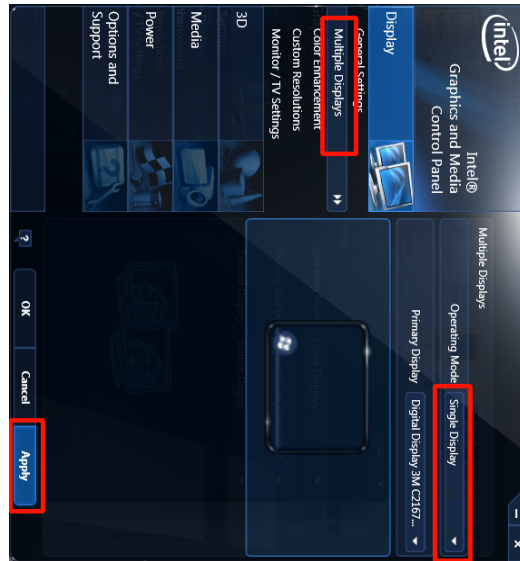 intel
Intel®
Graphics and Media
Control Panel
Display
General Settings
Multiple Displays
Color Enhancement
Custom Resolutions
Monitor / TV Settings
3D
Media
Power
Options and
Support
Multiple Displays
Operating Mode
Single Display
Primary Display
Digital Display 3M C2167...
?
OK
Cancel
Apply